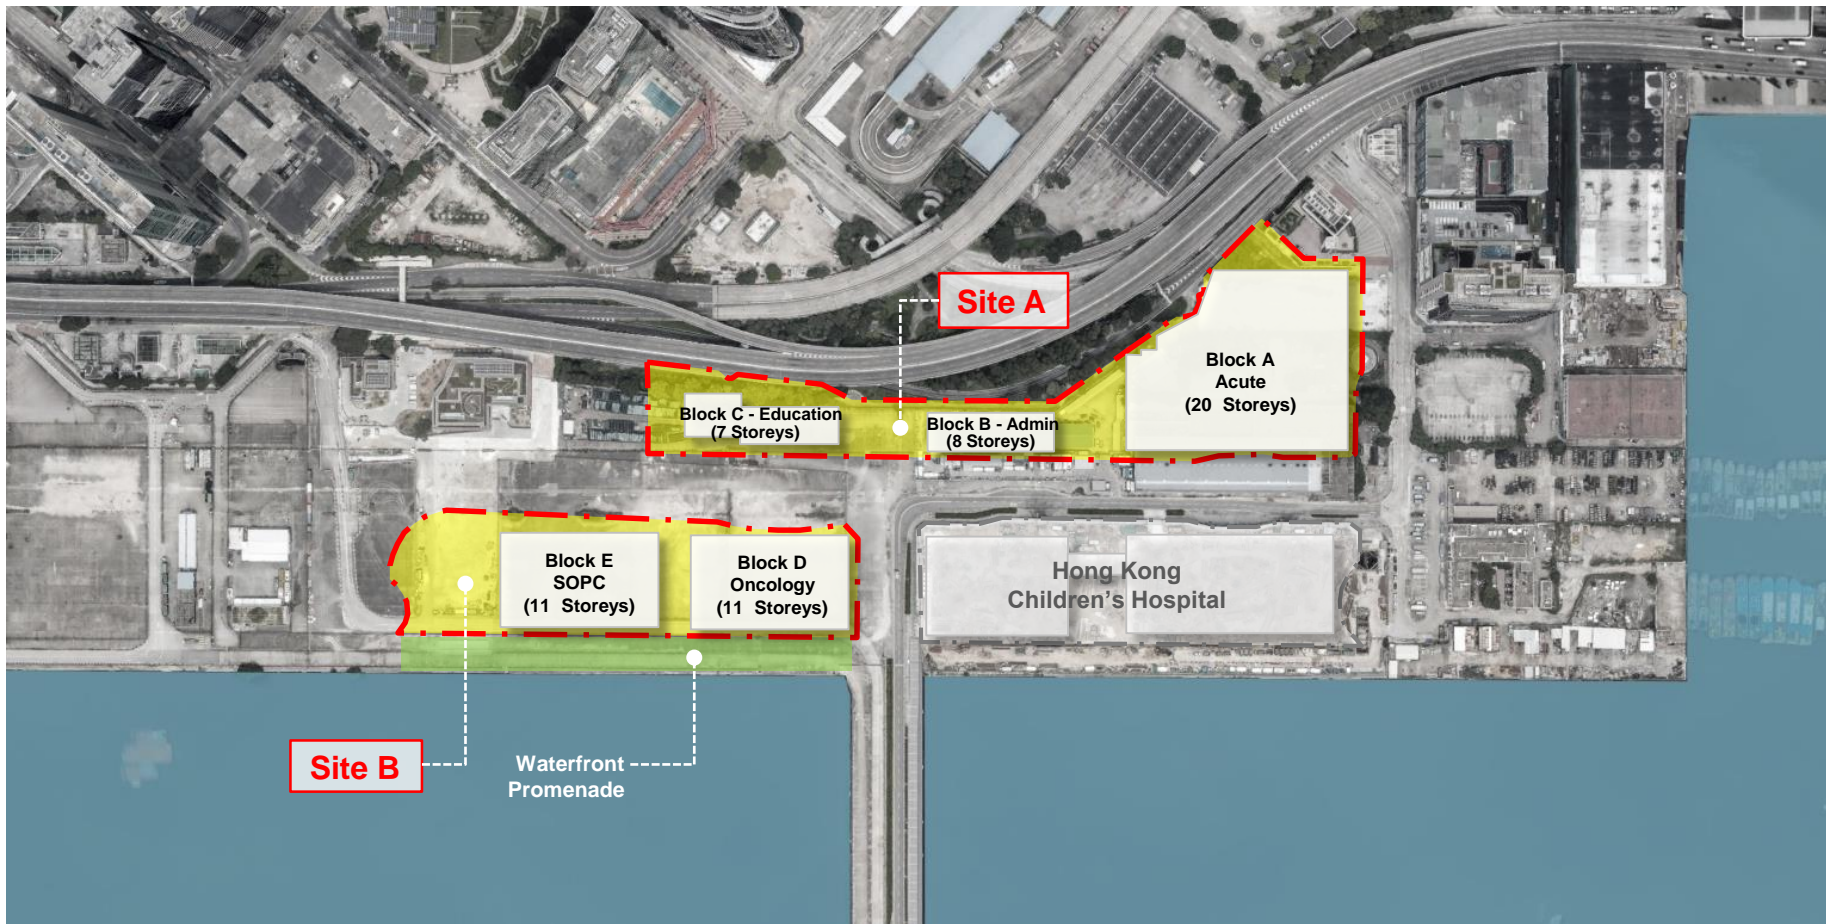 Site A
Block A
Acute
(20 Storeys)
Block C - Education
(7 Storeys)
Block B - Admin
(8 Storeys)
Block E
SOPC
(11 Storeys)
Block D
Oncology
(11 Storeys)
Hong Kong
Children’s Hospital
Site B
Waterfront
Promenade